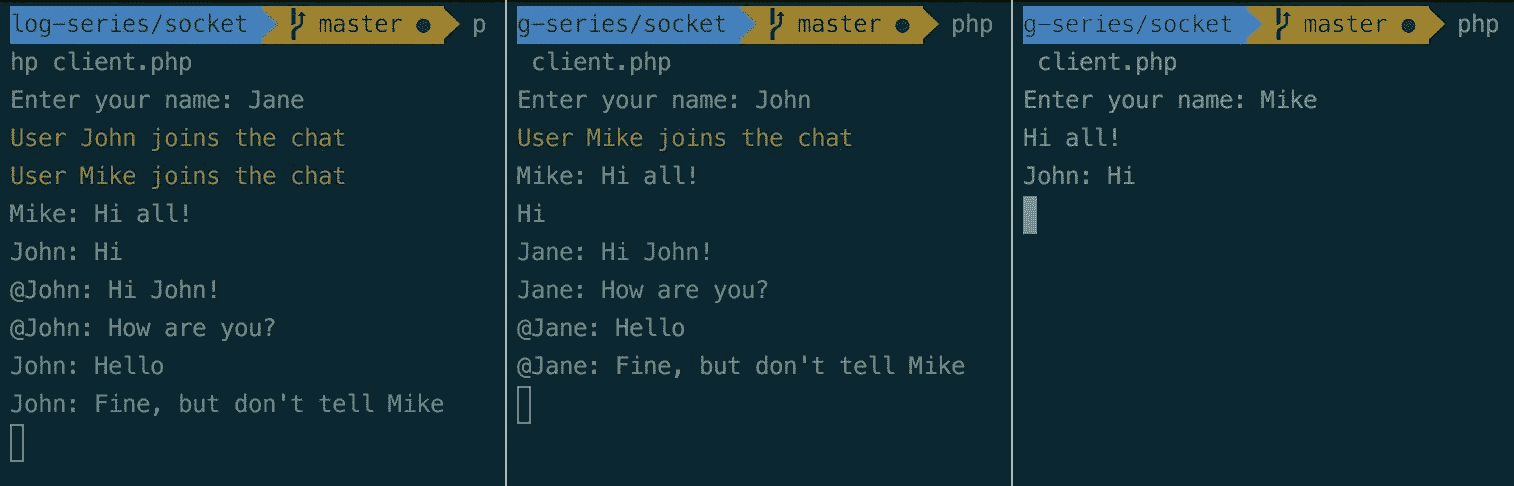 log-series/socket master ● p
hp client.php
Enter your name: Jane
User John joins the chat
User Mike joins the chat
Mike: Hi all!
John: Hi
@John: Hi John!
@John: How are you?
John: Hello
John: Fine, but don't tell Mike
g-series/socket master ● php
client.php
Enter your name: John
User Mike joins the chat
Mike: Hi all!
Hi
Jane: Hi John!
Jane: How are you?
@Jane: Hello
@Jane: Fine, but don't tell Mike
g-series/socket master ● php
client.php
Enter your name: Mike
Hi all!
John: Hi